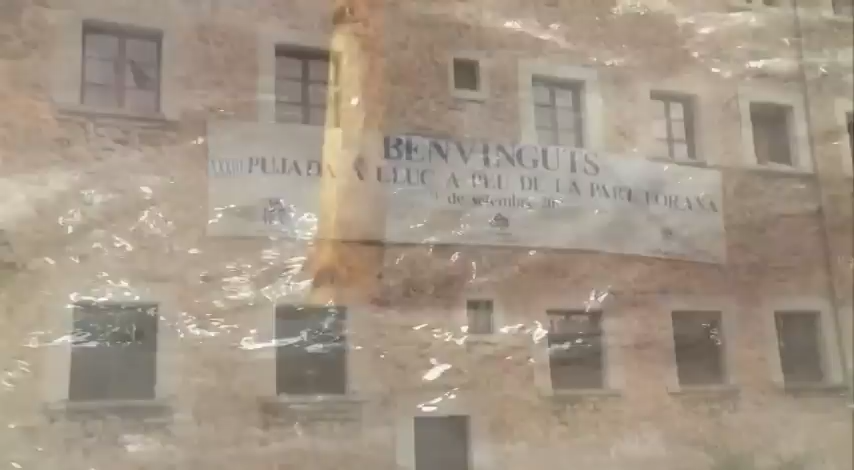 BENVINGUTS
PUJADA A LLUC A PEU DE LA PART FORANA
de setembre